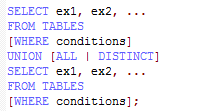 SELECT ex1, ex2, ...
FROM TABLES
[WHERE conditions]
UNION [ALL | DISTINCT]
SELECT ex1, ex2, ...
FROM TABLES
[WHERE conditions];